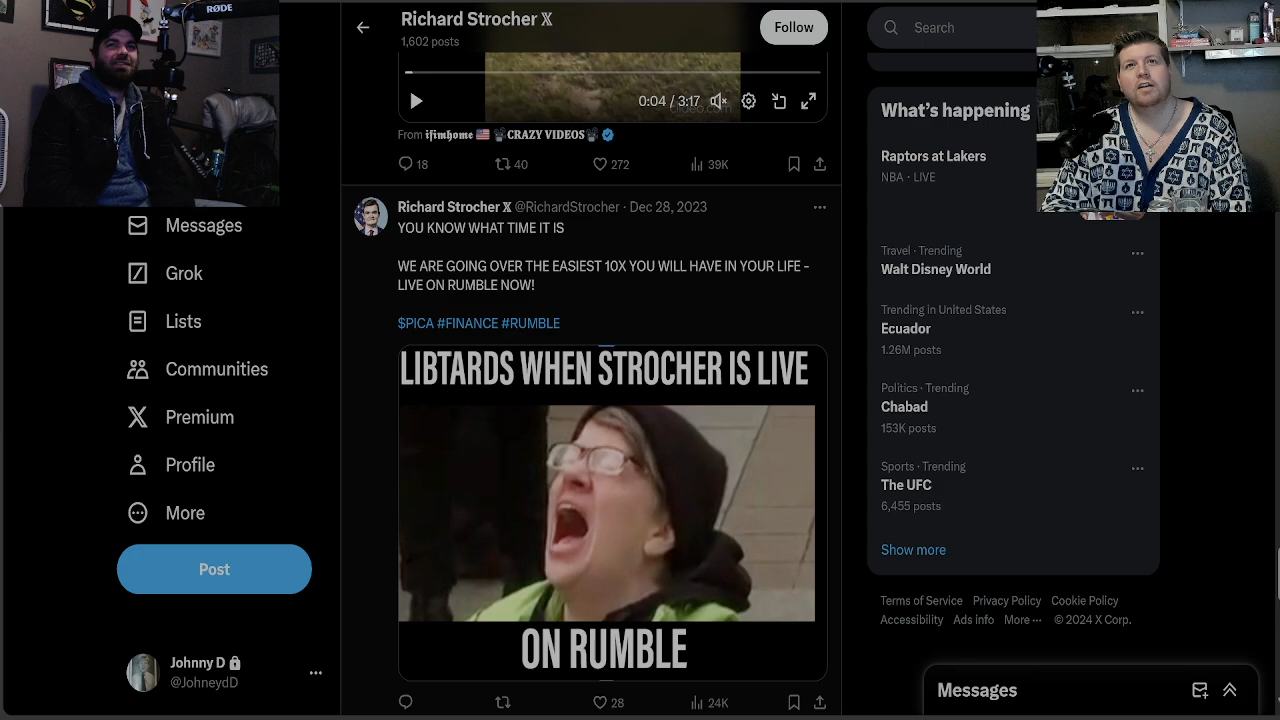 RØDE
Richard Strocher 𝕏
1,602 posts
Follow
Search
0:04 / 3:17
From 𝖎𝖋𝖎𝖒𝖍𝖔𝖒𝖊 🇺🇸 📽 CRAZY VIDEOS 📽
18
40
272
39K
Richard Strocher 𝕏 @RichardStrocher · Dec 28, 2023
YOU KNOW WHAT TIME IT IS
WE ARE GOING OVER THE EASIEST 10X YOU WILL HAVE IN YOUR LIFE -
LIVE ON RUMBLE NOW!
$PICA #FINANCE #RUMBLE
LIBTARDS WHEN STROCHER IS LIVE
ON RUMBLE
28
24K
Messages
Grok
Lists
Communities
Premium
Profile
More
Post
Johnny D
@JohneydD
What's happening
Raptors at Lakers
NBA · LIVE
Travel · Trending
Walt Disney World
Trending in United States
Ecuador
1.26M posts
Politics · Trending
Chabad
153K posts
Sports · Trending
The UFC
6,455 posts
Show more
Terms of Service Privacy Policy Cookie Policy
Accessibility Ads info More ··· © 2024 X Corp.
Messages